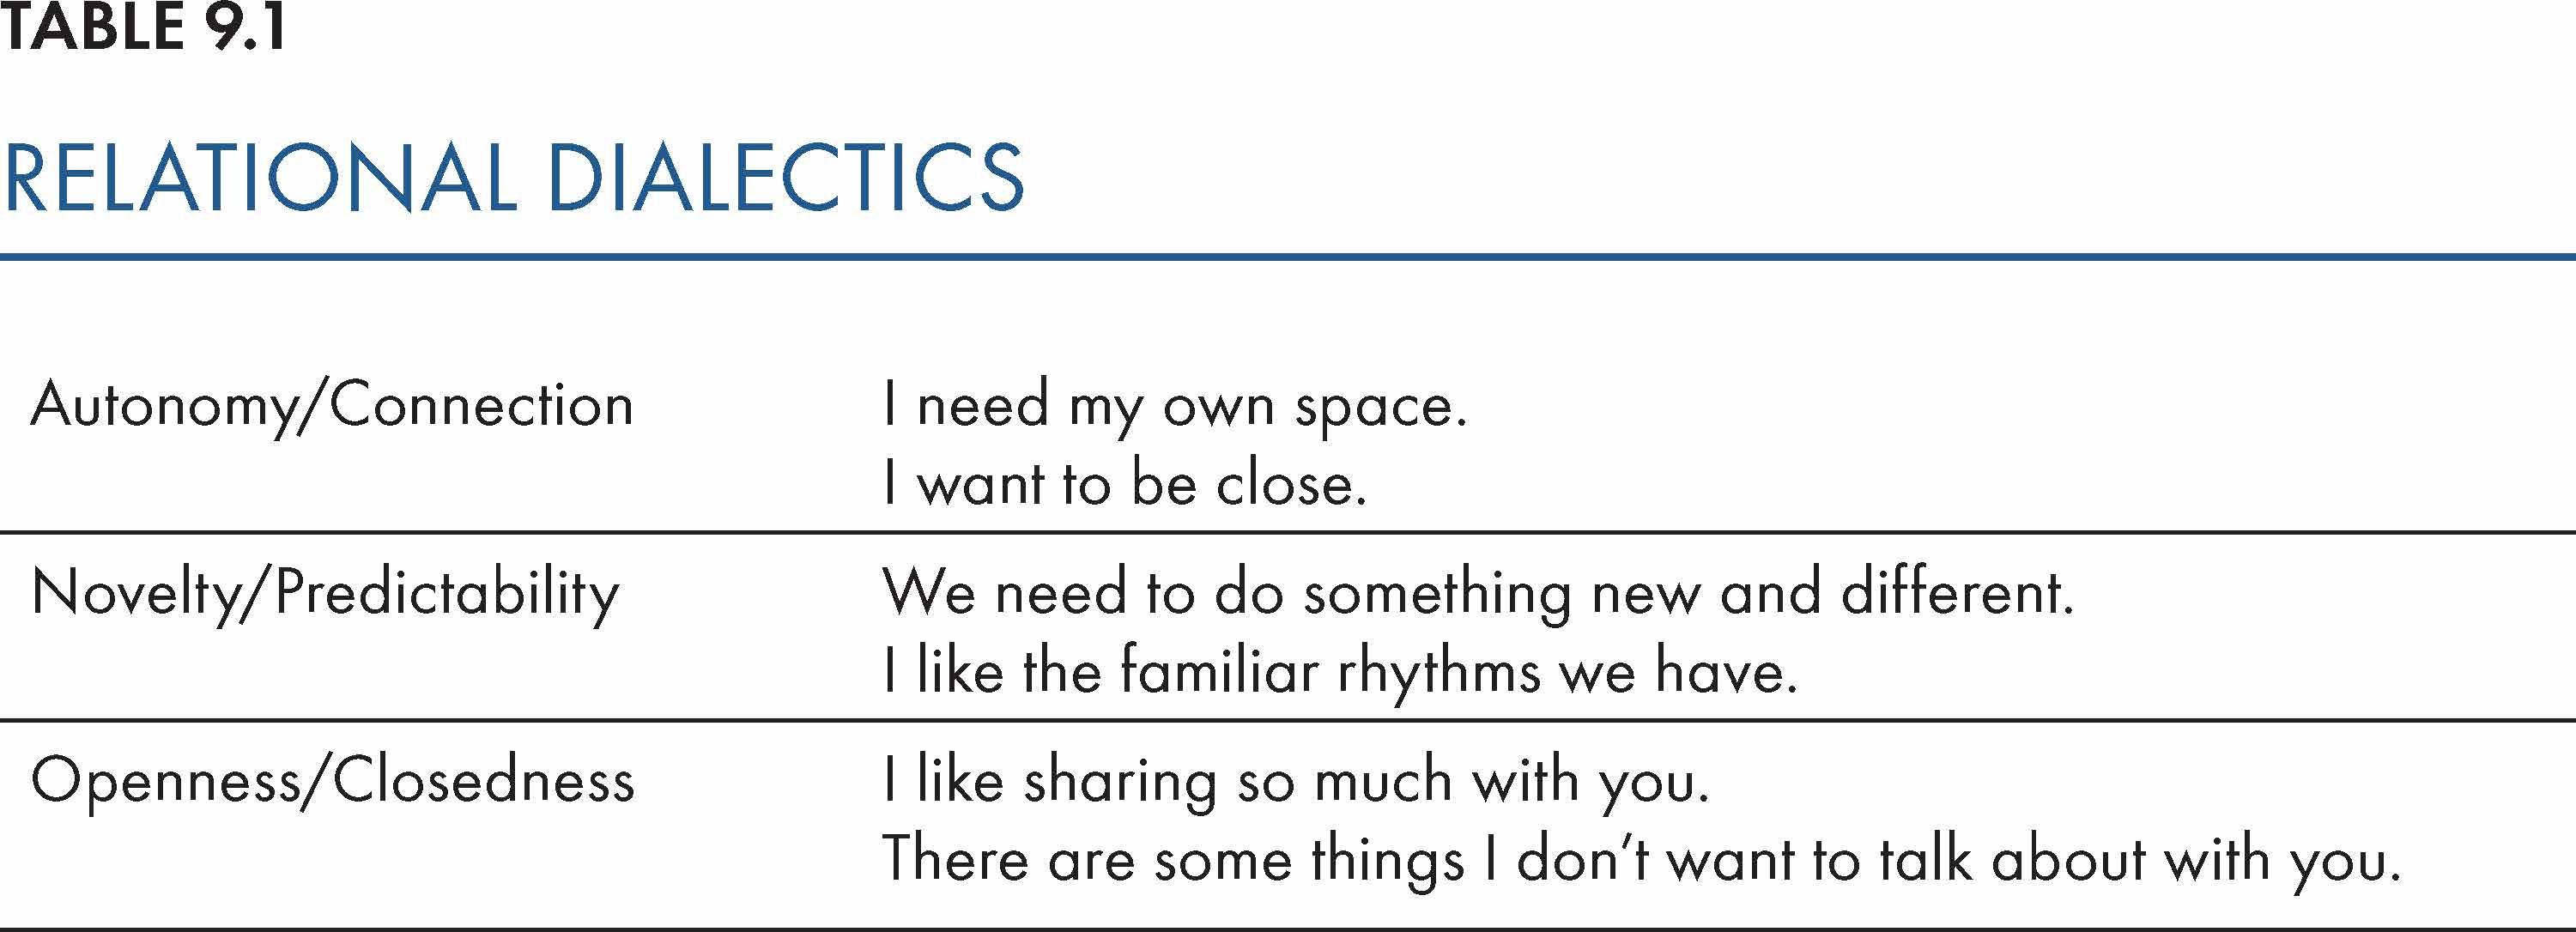 TABLE 9.1
RELATIONAL DIALECTICS
Autonomy/Connection I need my own space.
I want to be close.
Novelty/Predictability We need to do something new and different.
I like the familiar rhythms we have.
Openness/Closedness I like sharing so much with you.
There are some things I don’t want to talk about with you.